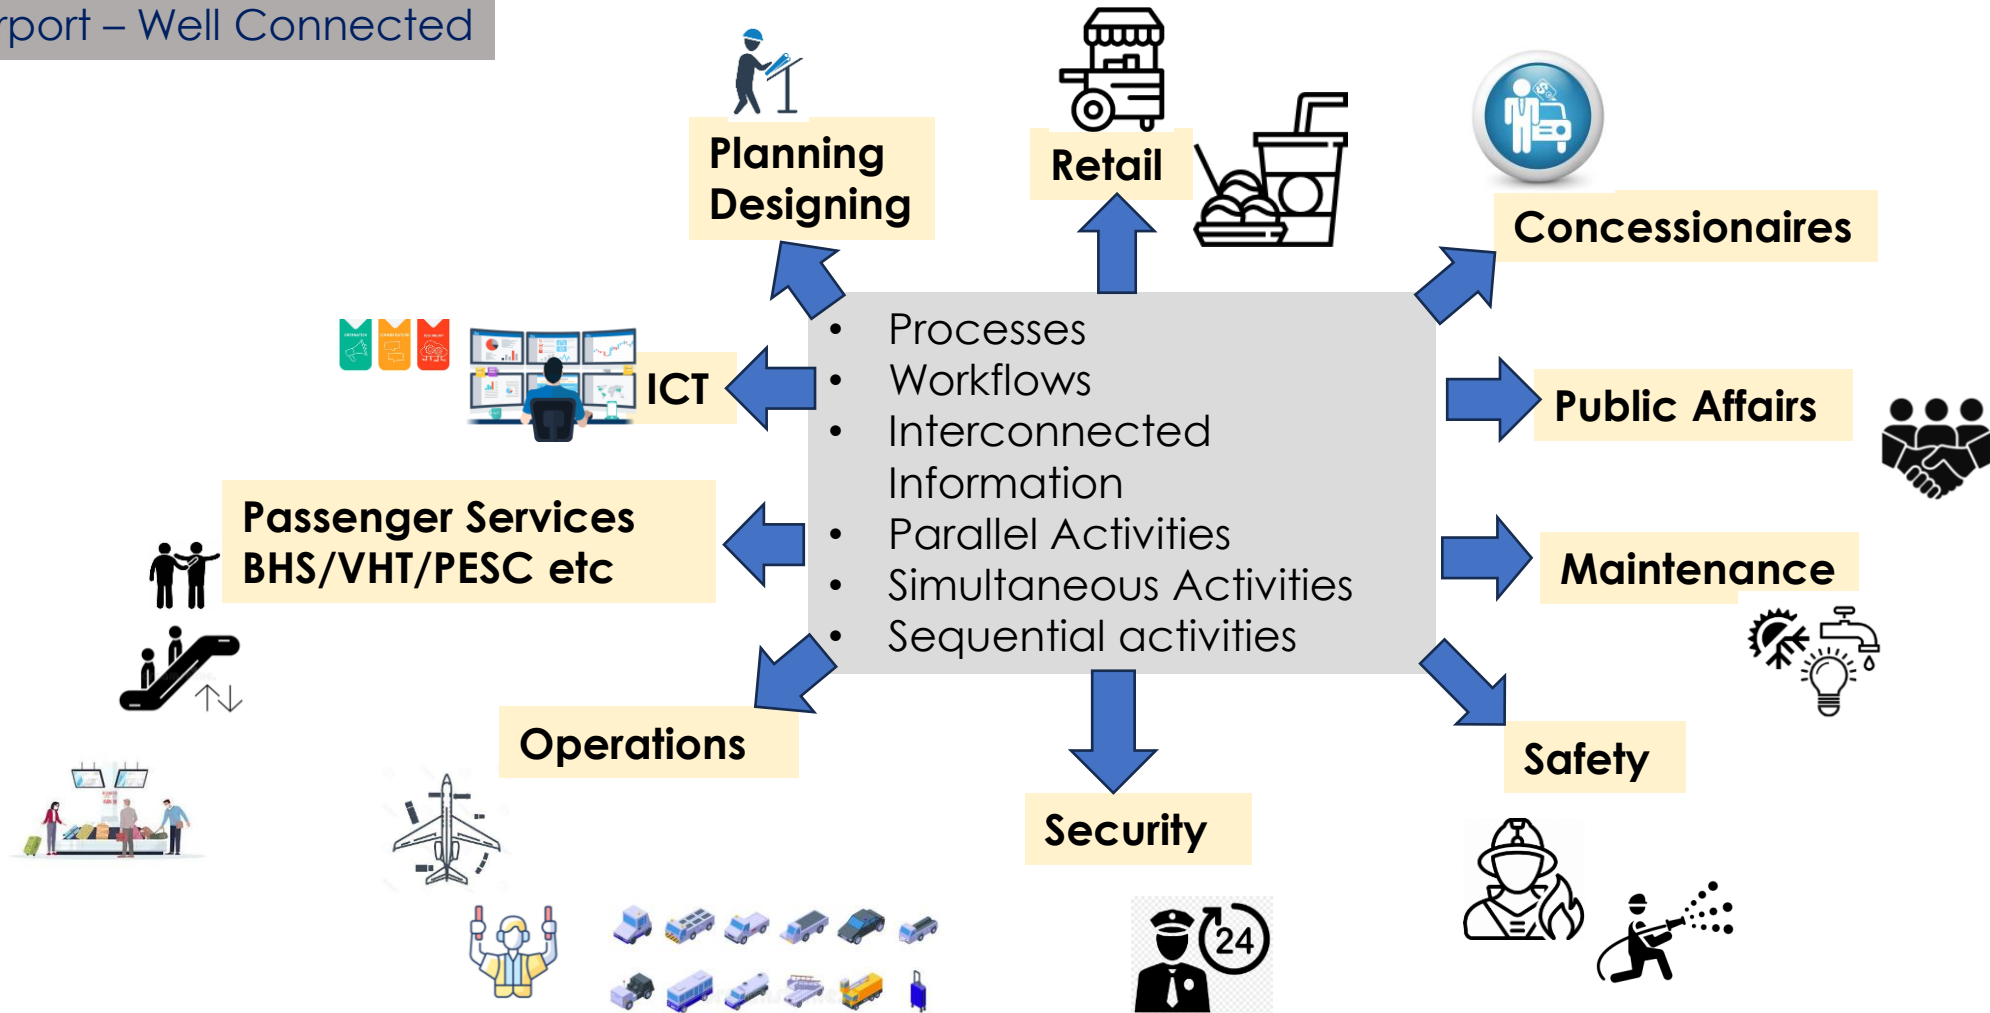 rport – Well Connected
Planning
Designing
Retail
Concessionaires
ICT
Public Affairs
Passenger Services
BHS/VHT/PESC etc
Maintenance
Operations
Safety
Security
• Processes
• Workflows
• Interconnected
Information
• Parallel Activities
• Simultaneous Activities
• Sequential activities
24